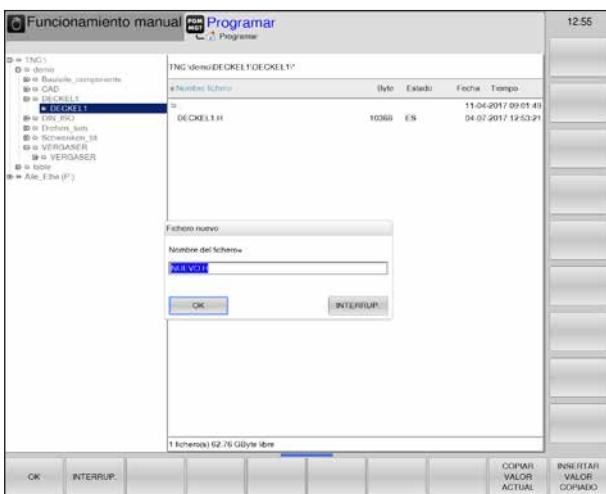 Funcionamiento manual
PGM
MGT
Programar
Programar
12:55
TNC:\
demo
Bauteile_components
CAD
DECKEL1
DECKEL1
DIN_ISO
Drehen_turn
Schwenken_tilt
VERGASER
VERGASER
table
TNC:\demo\DECKEL1\DECKEL1\*
Nombre fichero Byte Estado Fecha Tiempo
11-04-2017 09:01:49
DECKEL1.H 10366 ES 04-07-2017 12:53:21
Fichero nuevo
Nombre del fichero=
NUEVO.H
OK INTERRUP.
1 fichero(s) 62.76 GByte libre
OK INTERRUP.
COPIAR
VALOR
ACTUAL
INSERTAR
VALOR
COPIADO